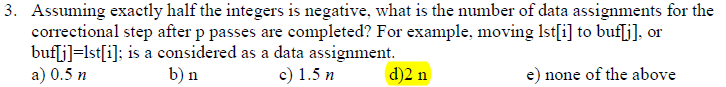 3. Assuming exactly half the integers is negative, what is the number of data assignments for the
correctional step after p passes are completed? For example, moving lst[i] to buf[j], or
buf[j]=lst[i]; is a considered as a data assignment.
a) 0.5 n b) n c) 1.5 n d)2 n e) none of the above